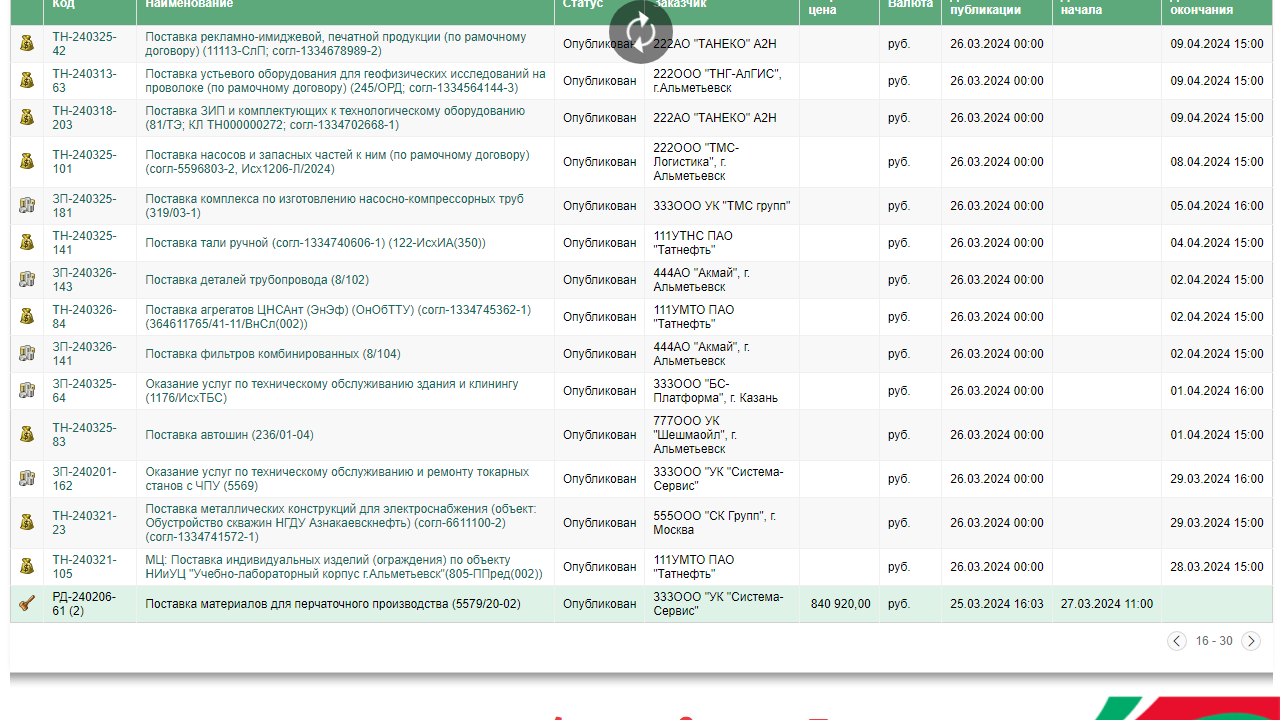 Код Наименование Статус Заказчик цена Валюта публикации начала окончания
ТН-240325-
42
Поставка рекламно-имиджевой, печатной продукции (по рамочному
договору) (11113-СлП; согл-1334678989-2)
Опубликован
222АО "ТАНЕКО" А2Н
руб.
26.03.2024 00:00
09.04.2024 15:00
ТН-240313-
63
Поставка устьевого оборудования для геофизических исследований на
проволоке (по рамочному договору) (245/ОРД; согл-1334564144-3)
Опубликован
222ООО "ТНГ-АлГИС",
г.Альметьевск
руб.
26.03.2024 00:00
09.04.2024 15:00
ТН-240318-
203
Поставка ЗИП и комплектующих к технологическому оборудованию
(81/ТЭ; КЛ ТН000000272; согл-1334702668-1)
Опубликован
222АО "ТАНЕКО" А2Н
руб.
26.03.2024 00:00
09.04.2024 15:00
ТН-240325-
101
Поставка насосов и запасных частей к ним (по рамочному договору)
(согл-5596803-2, Исх1206-Л/2024)
Опубликован
222ООО "ТМС-
Логистика", г.
Альметьевск
руб.
26.03.2024 00:00
08.04.2024 15:00
ЗП-240325-
181
Поставка комплекса по изготовлению насосно-компрессорных труб
(319/03-1)
Опубликован
333ООО УК "ТМС групп"
руб.
26.03.2024 00:00
05.04.2024 16:00
ТН-240325-
141
Поставка тали ручной (согл-1334740606-1) (122-ИсхИА(350))
Опубликован
111УТНС ПАО
"Татнефть"
руб.
26.03.2024 00:00
04.04.2024 15:00
ЗП-240326-
143
Поставка деталей трубопровода (8/102)
Опубликован
444АО "Акмай", г.
Альметьевск
руб.
26.03.2024 00:00
02.04.2024 15:00
ТН-240326-
84
Поставка агрегатов ЦНСАнт (ЭнЭф) (ОнОбТТУ) (согл-1334745362-1)
(364611765/41-11/ВнСл(002))
Опубликован
111УМТО ПАО
"Татнефть"
руб.
26.03.2024 00:00
02.04.2024 15:00
ЗП-240326-
141
Поставка фильтров комбинированных (8/104)
Опубликован
444АО "Акмай", г.
Альметьевск
руб.
26.03.2024 00:00
02.04.2024 15:00
ЗП-240325-
64
Оказание услуг по техническому обслуживанию здания и клинингу
(1176/ИсхТБС)
Опубликован
333ООО "БС-
Платформа", г. Казань
руб.
26.03.2024 00:00
01.04.2024 16:00
ТН-240325-
83
Поставка автошин (236/01-04)
Опубликован
777ООО УК
"Шешмаойл", г.
Альметьевск
руб.
26.03.2024 00:00
01.04.2024 15:00
ЗП-240201-
162
Оказание услуг по техническому обслуживанию и ремонту токарных
станов с ЧПУ (5569)
Опубликован
333ООО "УК "Система-
Сервис"
руб.
26.03.2024 00:00
29.03.2024 16:00
ТН-240321-
23
Поставка металлических конструкций для электроснабжения (объект:
Обустройство скважин НГДУ Азнакаевскнефть) (согл-6611100-2)
(согл-1334741572-1)
Опубликован
555ООО "СК Групп", г.
Москва
руб.
26.03.2024 00:00
29.03.2024 15:00
ТН-240321-
105
МЦ: Поставка индивидуальных изделий (ограждения) по объекту
НИиУЦ "Учебно-лабораторный корпус г.Альметьевск"(805-ППред(002))
Опубликован
111УМТО ПАО
"Татнефть"
руб.
26.03.2024 00:00
28.03.2024 15:00
РД-240206-
61 (2)
Поставка материалов для перчаточного производства (5579/20-02)
Опубликован
333ООО "УК "Система-
Сервис"
840 920,00
руб.
25.03.2024 16:03
27.03.2024 11:00
16 - 30